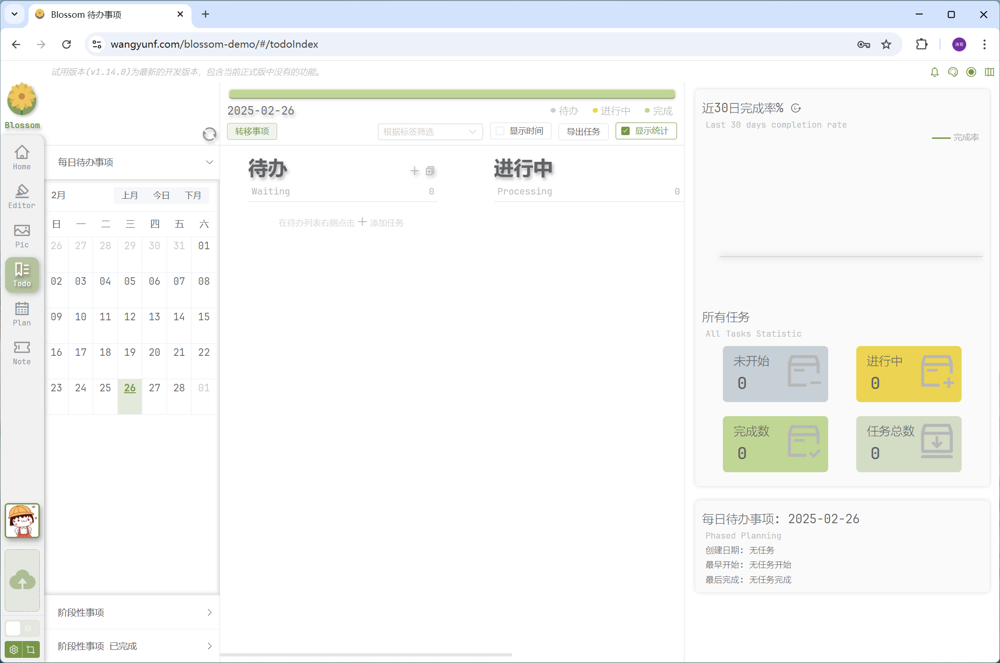 Blossom 待办事项
wangyunf.com/blossom-demo/#/todoIndex
涛哥
试用版本(v1.14.0)为最新的开发版本，包含当前正式版中没有的功能。
Blossom
Home
Editor
Pic
Todo
Plan
Note
每日待办事项
2月
上月 今日 下月
日 一 二 三 四 五 六
26 27 28 29 30 31 01
02 03 04 05 06 07 08
09 10 11 12 13 14 15
16 17 18 19 20 21 22
23 24 25 26 27 28 01
阶段性事项
阶段性事项 已完成
2025-02-26
待办 进行中 完成
转移事项
根据标签筛选
显示时间
导出任务
显示统计
待办
Waiting 0
在待办列表右侧点击 + 添加任务
进行中
Processing 0
近30日完成率%
Last 30 days completion rate
完成率
所有任务
All Tasks Statistic
未开始
0
进行中
0
完成数
0
任务总数
0
每日待办事项: 2025-02-26
Phased Planning
创建日期: 无任务
最早开始: 无任务开始
最后完成: 无任务完成